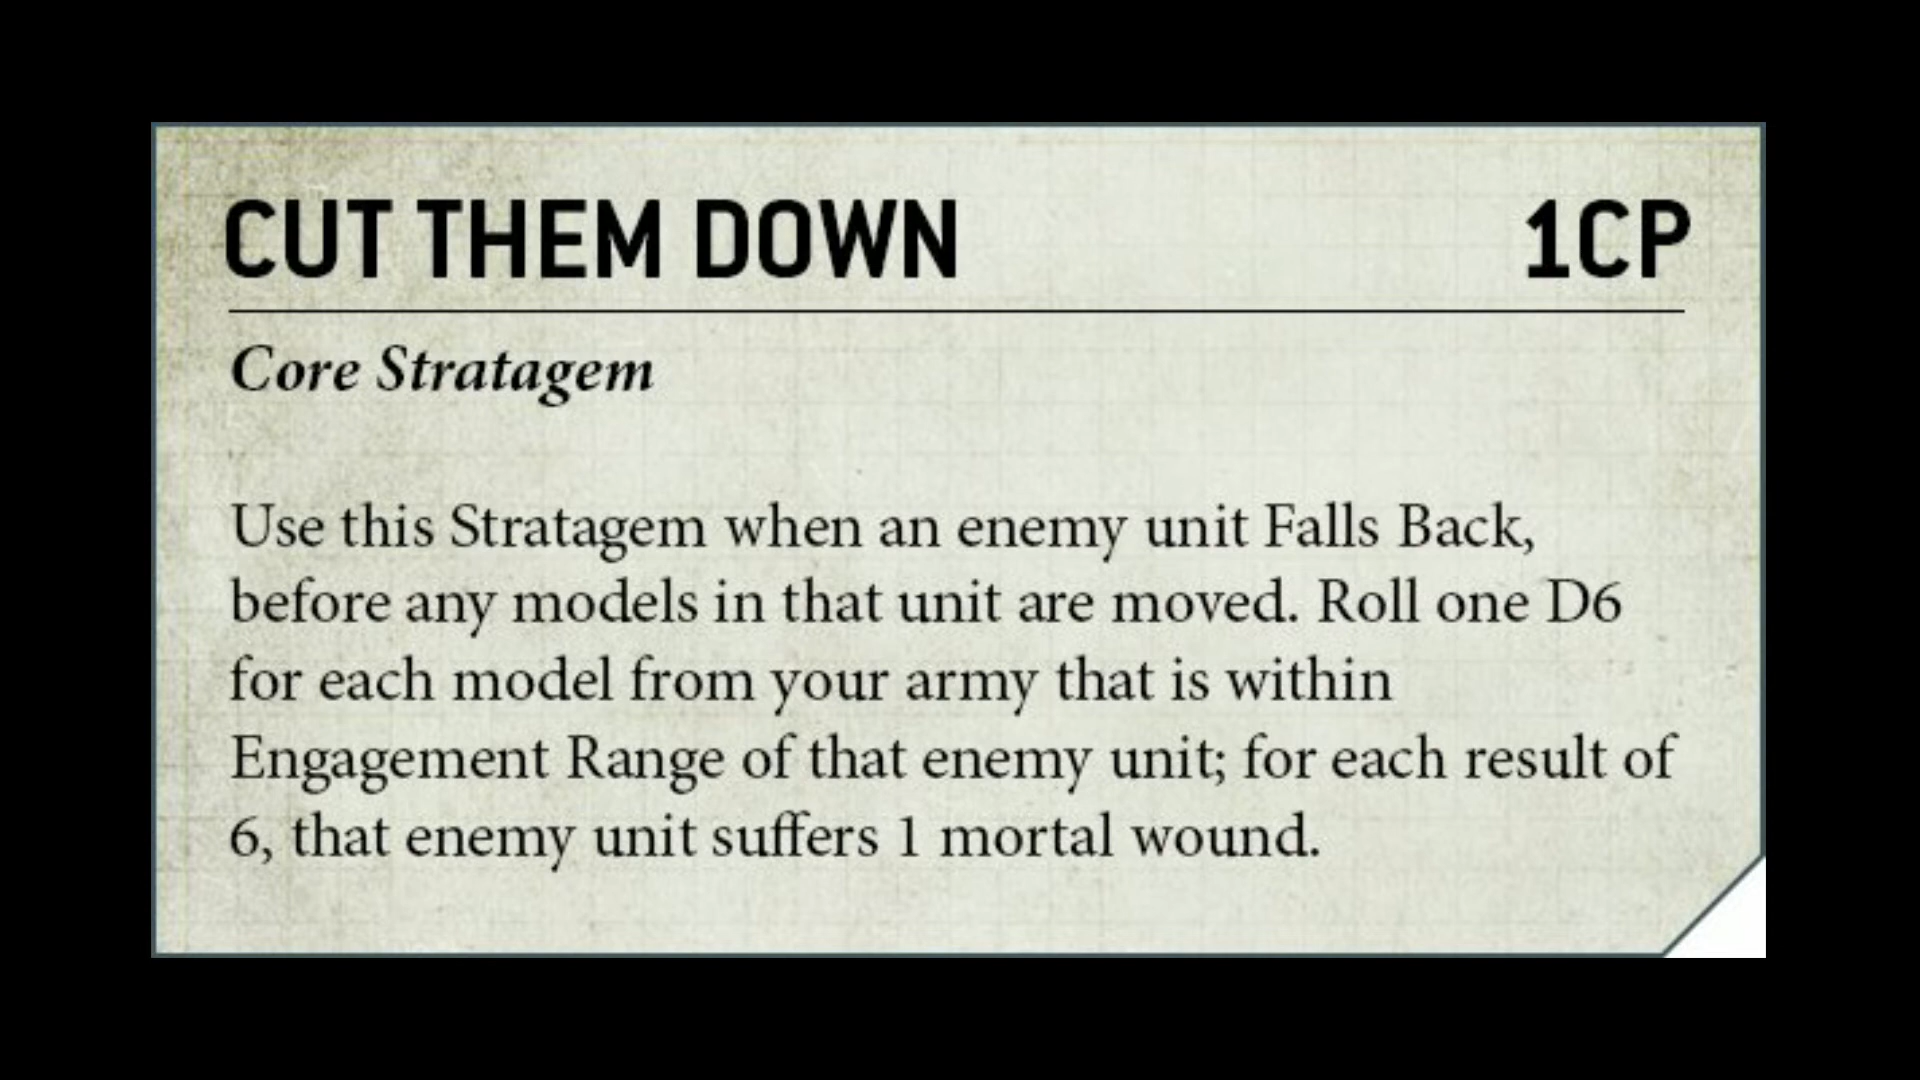 CUT THEM DOWN 1CP
Core Stratagem
Use this Stratagem when an enemy unit Falls Back,
before any models in that unit are moved. Roll one D6
for each model from your army that is within
Engagement Range of that enemy unit; for each result of
6, that enemy unit suffers 1 mortal wound.